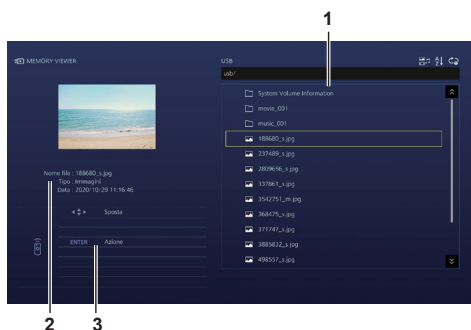 1
MEMORY VIEWER
USB
usb/
System Volume Information
movie_001
music_001
188680_s.jpg
237489_s.jpg
2809656_s.jpg
337861_s.jpg
3542751_m.jpg
368475_s.jpg
371747_s.jpg
3885832_s.jpg
498557_s.jpg
Nome file : 188680_s.jpg
Tipo : Immagini
Data : 2020/10/29 11:16:46
Sposta
ENTER Azione
2 3